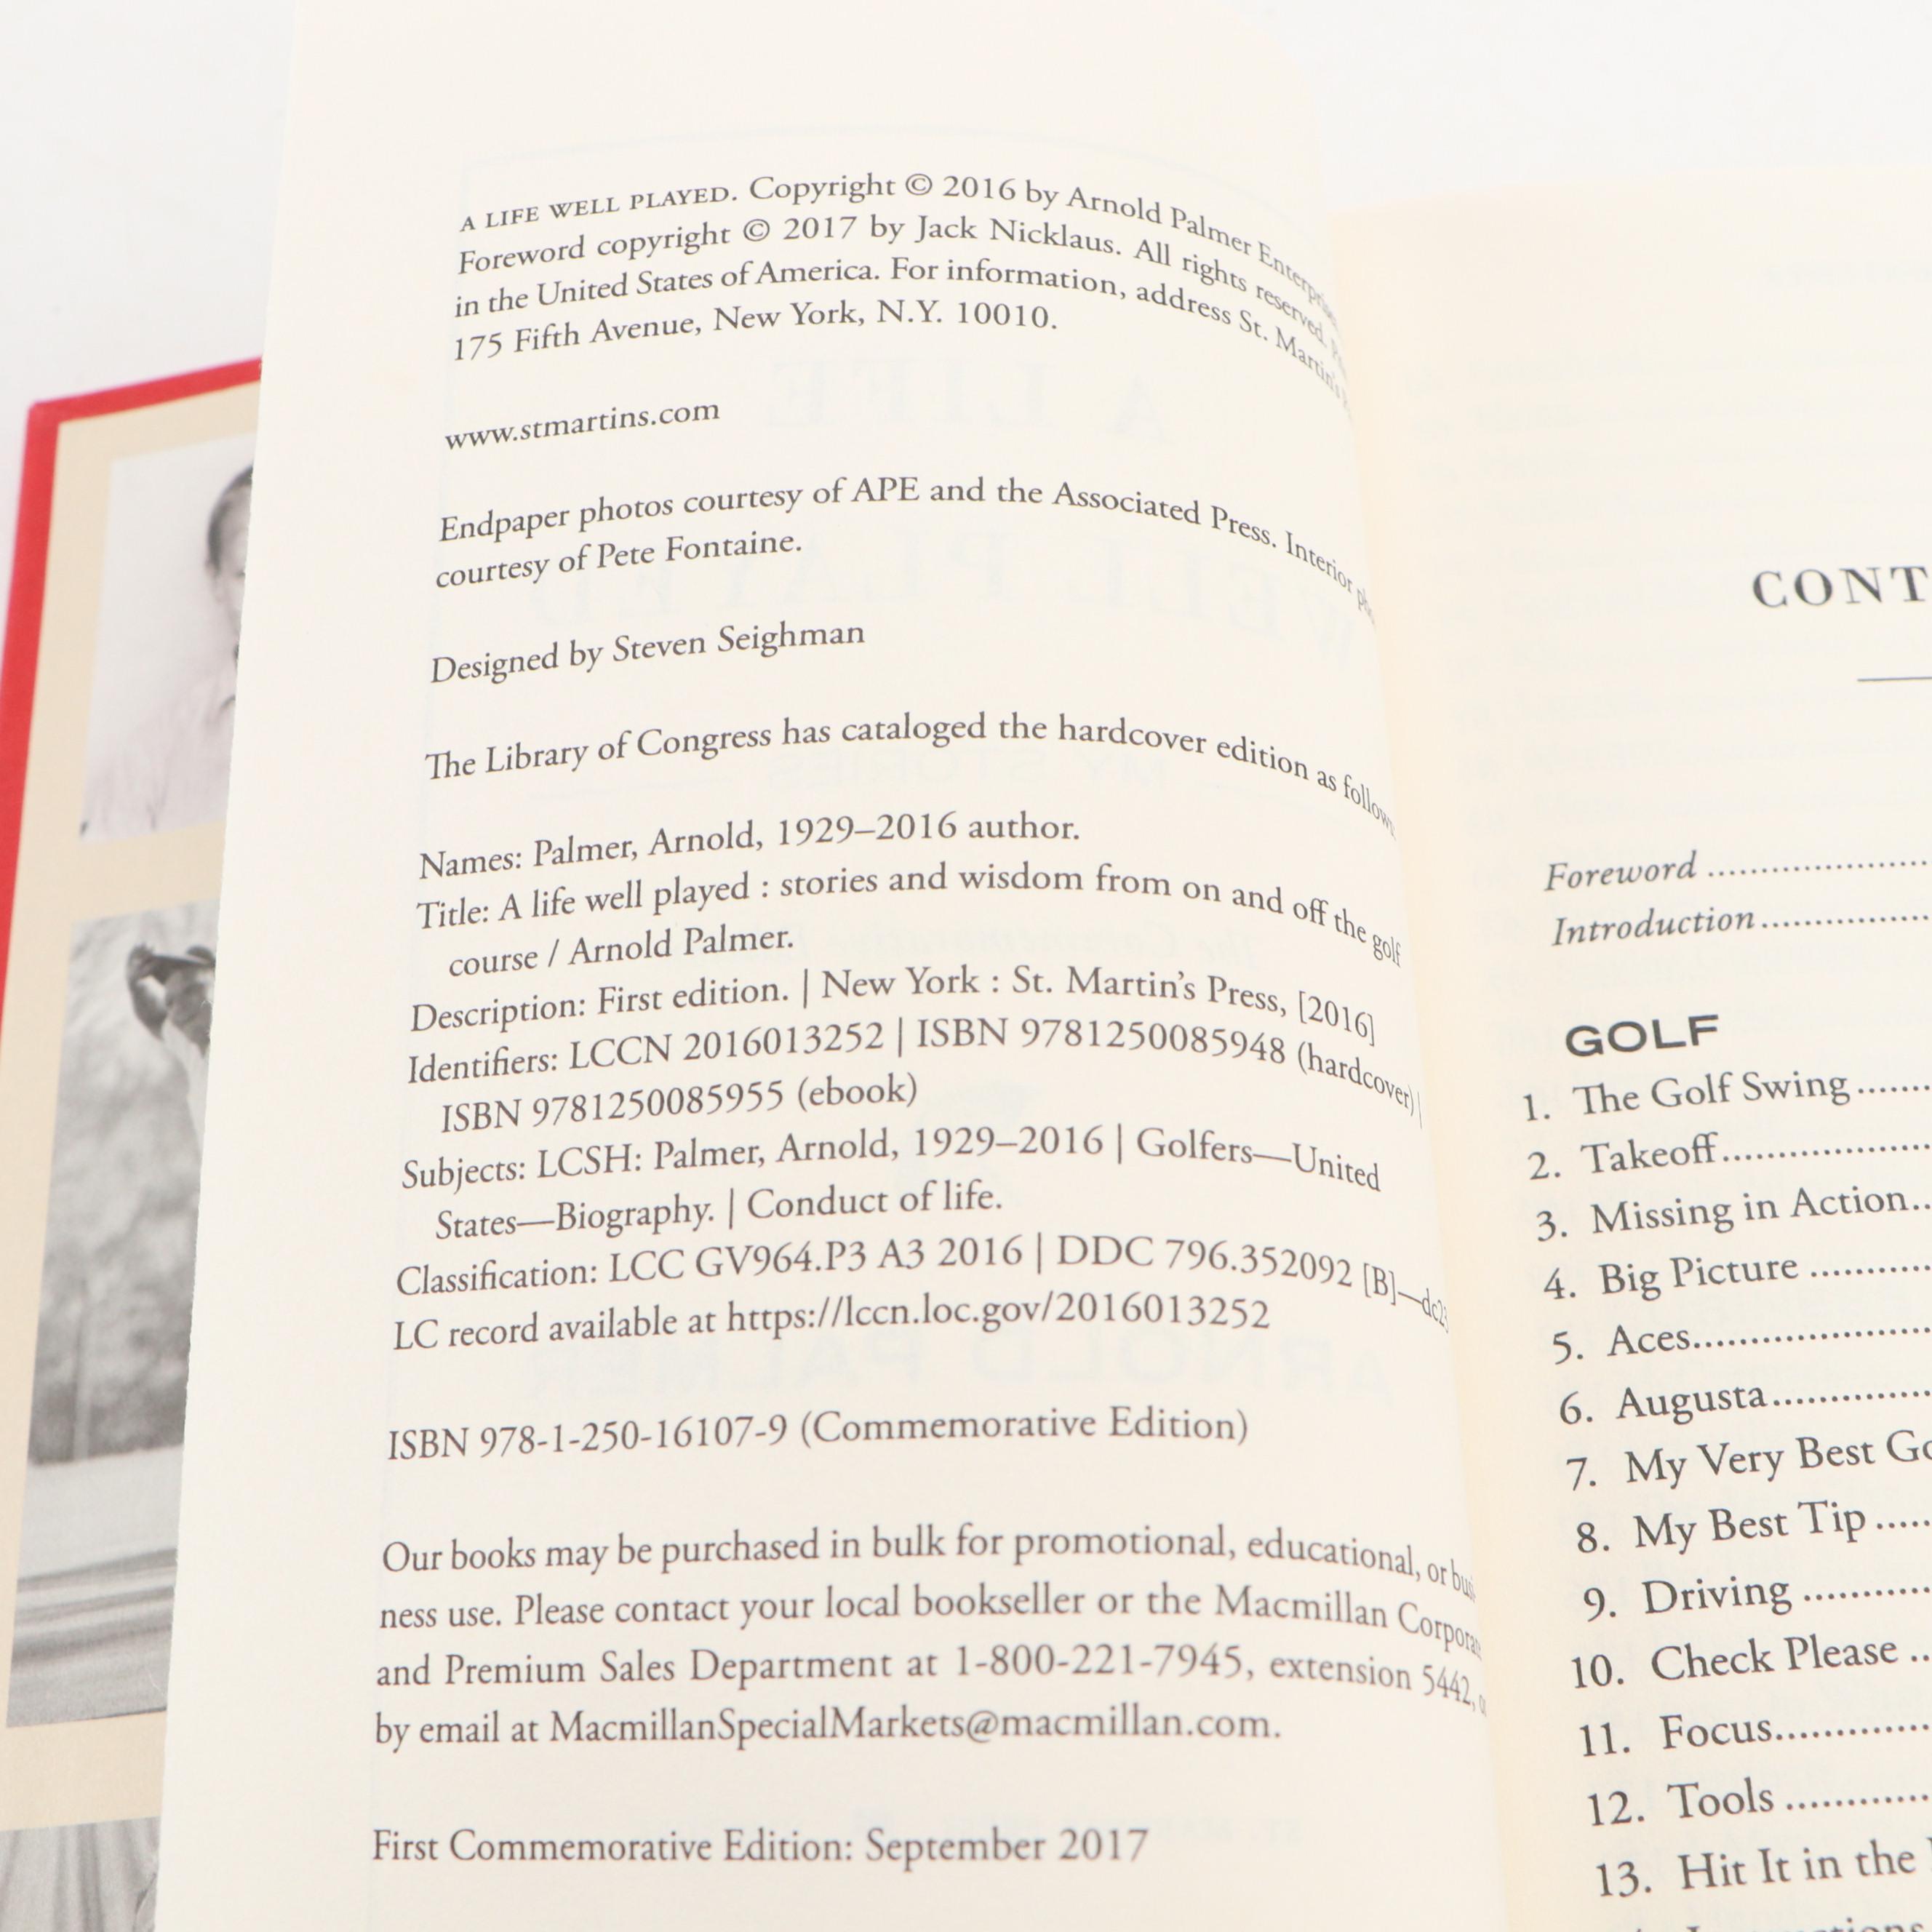 A LIFE WELL PLAYED. Copyright © 2016 by Arnold Palmer
Foreword copyright © 2017 by Jack Nicklaus. All rights reserved.
in the United States of America. For information, address St. Martin's
175 Fifth Avenue, New York, N.Y. 10010.
www.stmartins.com
Endpaper photos courtesy of APE and the Associated Press. Interior
courtesy of Pete Fontaine.
Designed by Steven Seighman
The Library of Congress has cataloged the hardcover edition as
Names: Palmer, Arnold, 1929–2016 author.
Title: A life well played : stories and wisdom from on and off the golf
course / Arnold Palmer.
Description: First edition. | New York : St. Martin's Press, [2016]
Identifiers: LCCN 2016013252 | ISBN 9781250085948 (hardcover) |
ISBN 9781250085955 (ebook)
Subjects: LCSH: Palmer, Arnold, 1929–2016 | Golfers—United
States—Biography. | Conduct of life.
Classification: LCC GV964.P3 A3 2016 | DDC 796.352092 [B]—
LC record available at https://lccn.loc.gov/2016013252
ISBN 978-1-250-16107-9 (Commemorative Edition)
Our books may be purchased in bulk for promotional, educational, or
ness use. Please contact your local bookseller or the Macmillan
and Premium Sales Department at 1-800-221-7945, extension 5442,
by email at MacmillanSpecialMarkets@macmillan.com.
First Commemorative Edition: September 2017
CONT
Foreword
Introduction
GOLF
1. The Golf Swing
2. Takeoff
3. Missing in Action
4. Big Picture
5. Aces
6. Augusta
7. My Very Best
8. My Best Tip
9. Driving
10. Check Please
11. Focus
12. Tools
13. Hit It in the